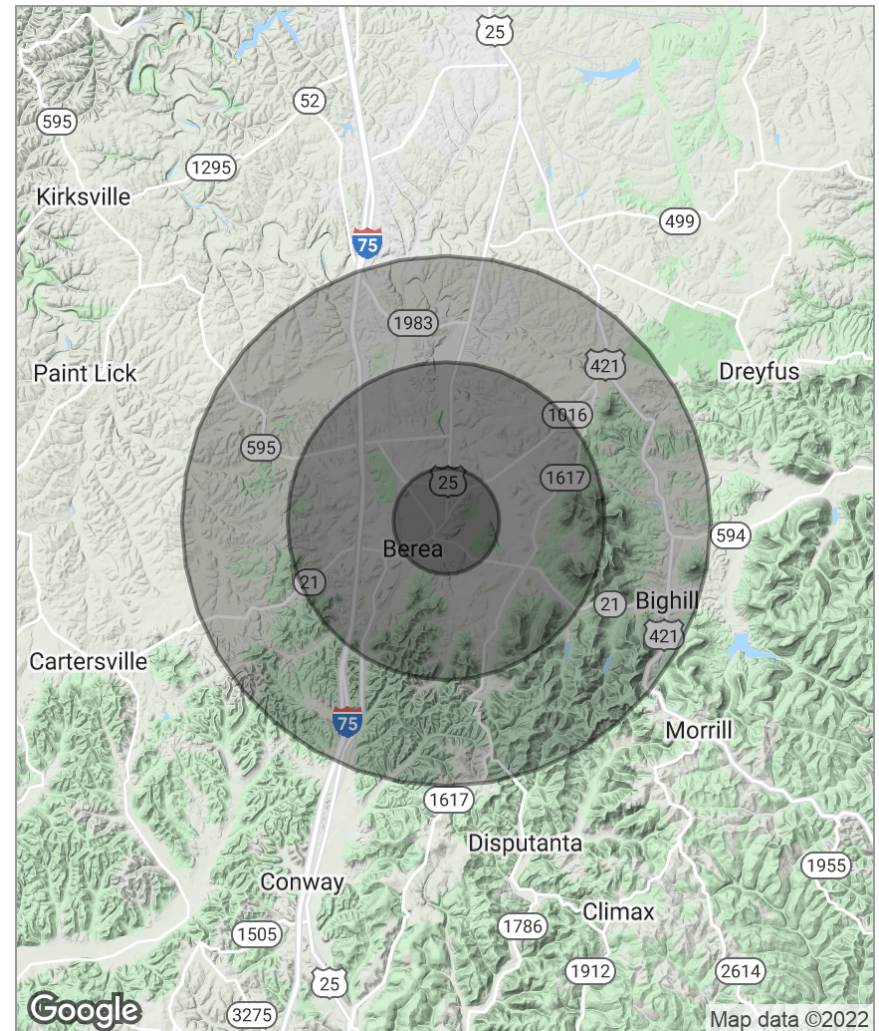 25
52
595
1295
Kirksville
499
75
1983
421
Paint Lick
Dreyfus
1016
595
1617
25
594
Berea
21
21
Bighill
421
Cartersville
75
Morrill
1617
Disputanta
1955
Conway
Climax
1786
1505
1912
2614
25
3275
Google
Map data ©2022